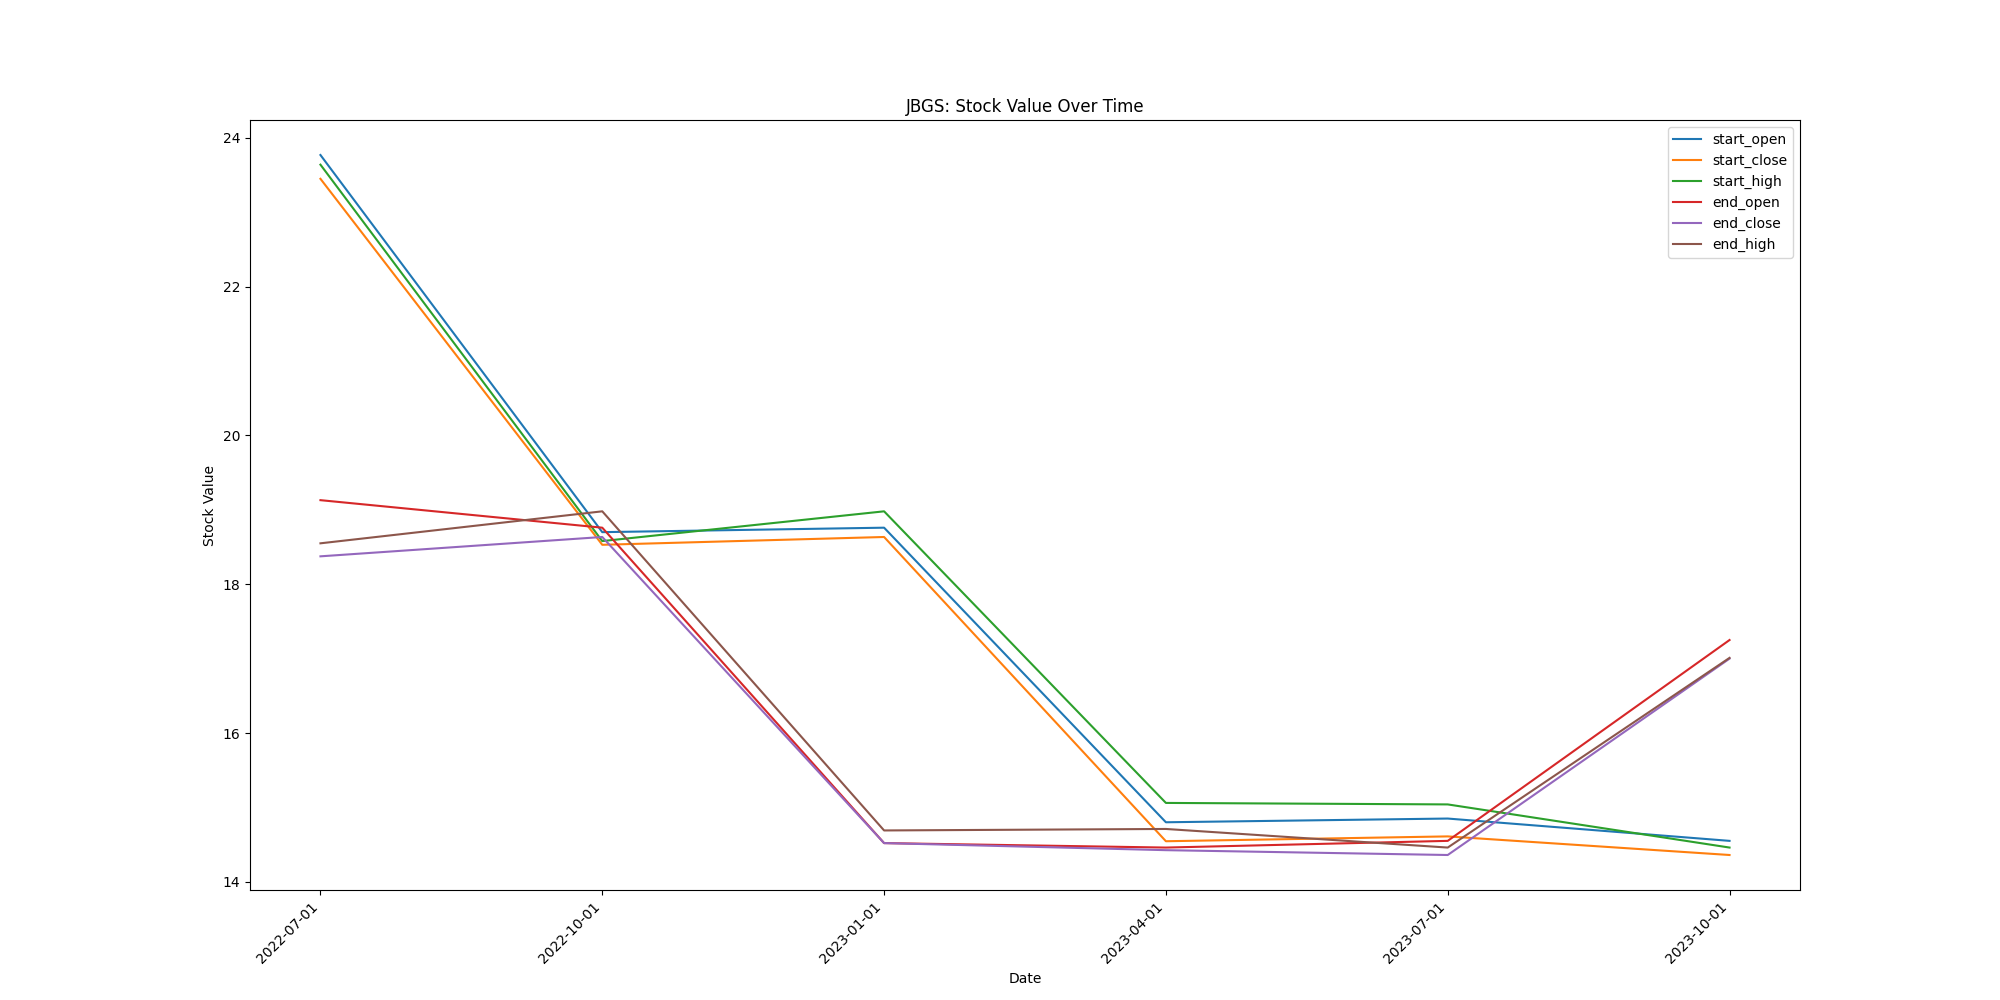 JBGS: Stock Value Over Time
start_open
start_close
start_high
end_open
end_close
end_high
Stock Value
24
22
20
18
16
14
2022-07-01
2022-10-01
2023-01-01
2023-04-01
2023-07-01
2023-10-01
Date